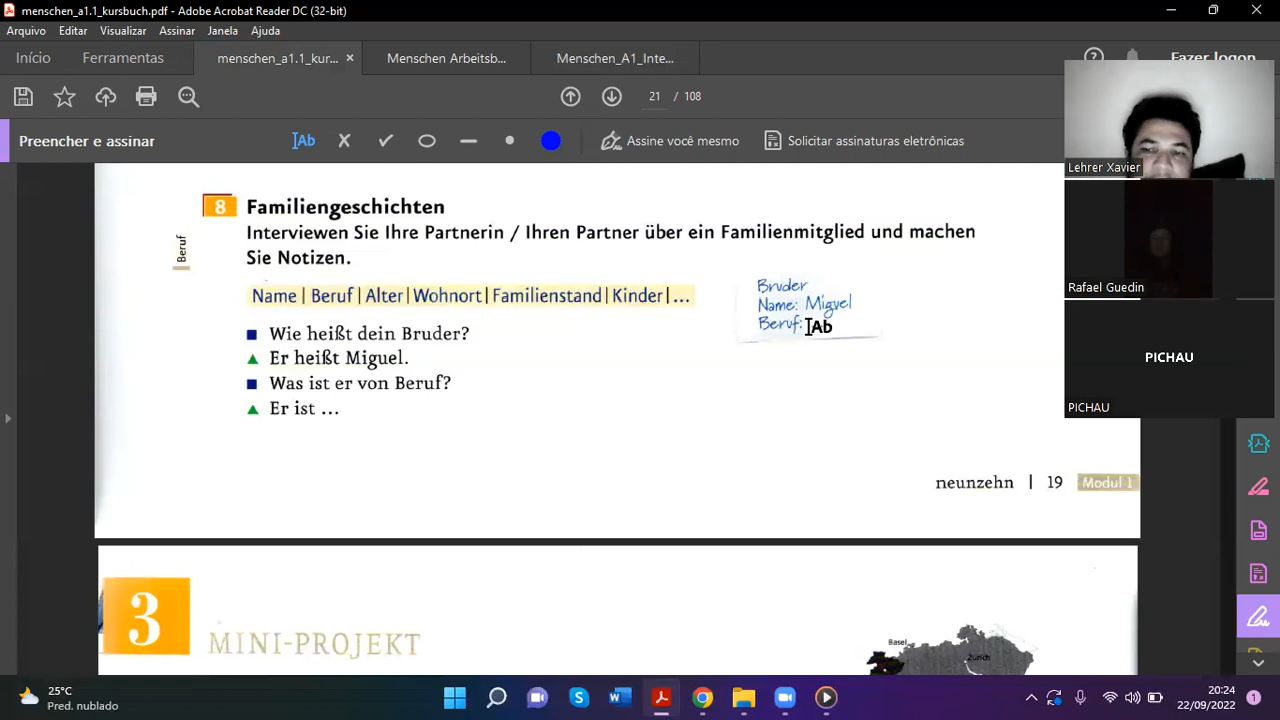 menschen_a1.1_kursbuch.pdf - Adobe Acrobat Reader DC (32-bit)
Arquivo Editar Visualizar Assinar Janela Ajuda
Início Ferramentas menschen_a1.1_kur... × Menschen Arbeitsb... Menschen_A1_Inte... Fazer logon
21 / 108
Preencher e assinar Ab Assine você mesmo Solicitar assinaturas eletrônicas
Lehrer Xavier
Rafael Guedin
PICHAU
PICHAU
8 Familiengeschichten
Beruf
Interviewen Sie Ihre Partnerin / Ihren Partner über ein Familienmitglied und machen
Sie Notizen.
Name | Beruf | Alter | Wohnort | Familienstand | Kinder | ...
Wie heißt dein Bruder?
Er heißt Miguel.
Was ist er von Beruf?
Er ist ...
Bruder
Name: Miguel
Beruf: Ab
neunzehn | 19 Modul 1
3 MINI-PROJEKT
Basel
Zürich
25°C
Pred. nublado
20:24
22/09/2022
1